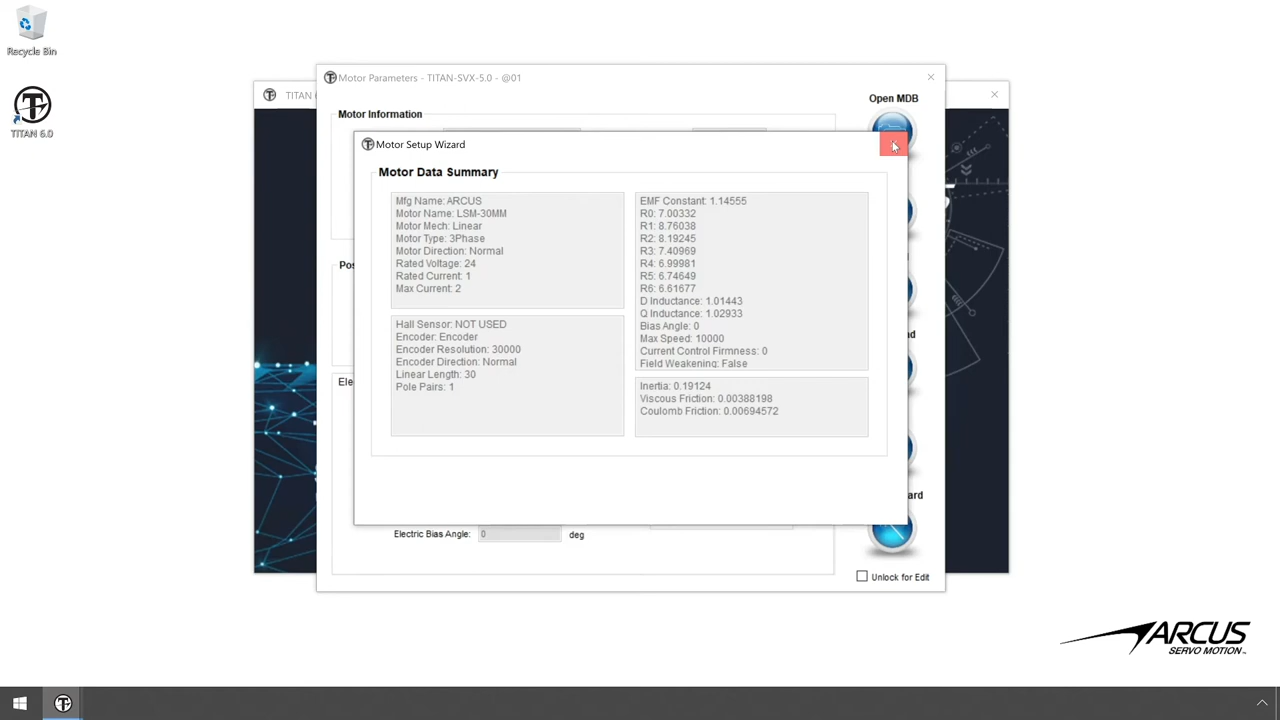 Recycle Bin
TITAN 6.0
TITAN
Motor Parameters - TITAN-SVX-5.0 - @01
Motor Information
Open MDB
Motor Setup Wizard
Motor Data Summary
Mfg Name: ARCUS
Motor Name: LSM-30MM
Motor Mech: Linear
Motor Type: 3Phase
Motor Direction: Normal
Rated Voltage: 24
Rated Current: 1
Max Current: 2
Hall Sensor: NOT USED
Encoder: Encoder
Encoder Resolution: 30000
Encoder Direction: Normal
Linear Length: 30
Pole Pairs: 1
EMF Constant: 1.14555
R0: 7.00332
R1: 8.76038
R2: 8.19245
R3: 7.40969
R4: 6.99981
R5: 6.74649
R6: 6.61677
D Inductance: 1.01443
Q Inductance: 1.02933
Bias Angle: 0
Max Speed: 10000
Current Control Firmness: 0
Field Weakening: False
Inertia: 0.19124
Viscous Friction: 0.00388198
Coulomb Friction: 0.00694572
Electric Bias Angle: 0 deg
Unlock for Edit
ARCUS
SERVO MOTION